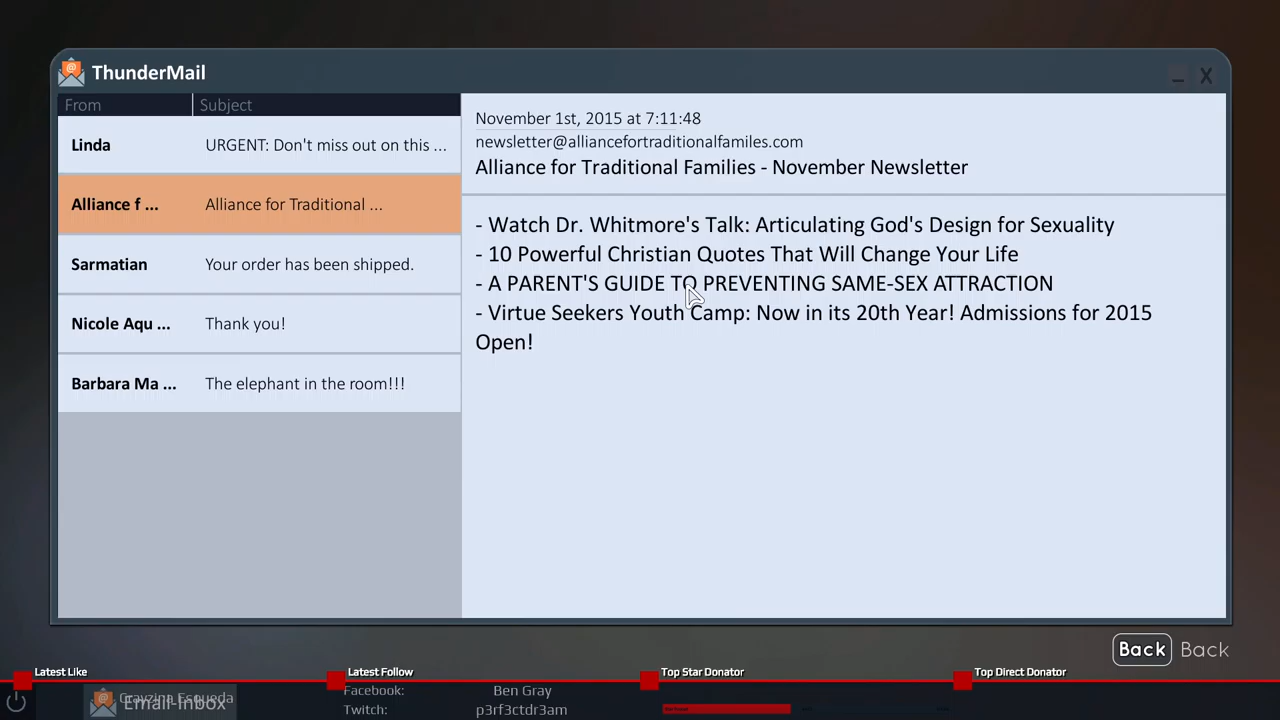 ThunderMail
From Subject
Linda URGENT: Don't miss out on this ...
Alliance f ... Alliance for Traditional ...
Sarmatian Your order has been shipped.
Nicole Aqu ... Thank you!
Barbara Ma ... The elephant in the room!!!
November 1st, 2015 at 7:11:48
newsletter@alliancefortraditionalfamiles.com
Alliance for Traditional Families - November Newsletter
- Watch Dr. Whitmore's Talk: Articulating God's Design for Sexuality
- 10 Powerful Christian Quotes That Will Change Your Life
- A PARENT'S GUIDE TO PREVENTING SAME-SEX ATTRACTION
- Virtue Seekers Youth Camp: Now in its 20th Year! Admissions for 2015
Open!
Back Back
Latest Like Latest Follow Top Star Donator Top Direct Donator
Grayzina Esqueda
Email-Inbox
Facebook: Ben Gray
Twitch: p3rf3ctdr3am